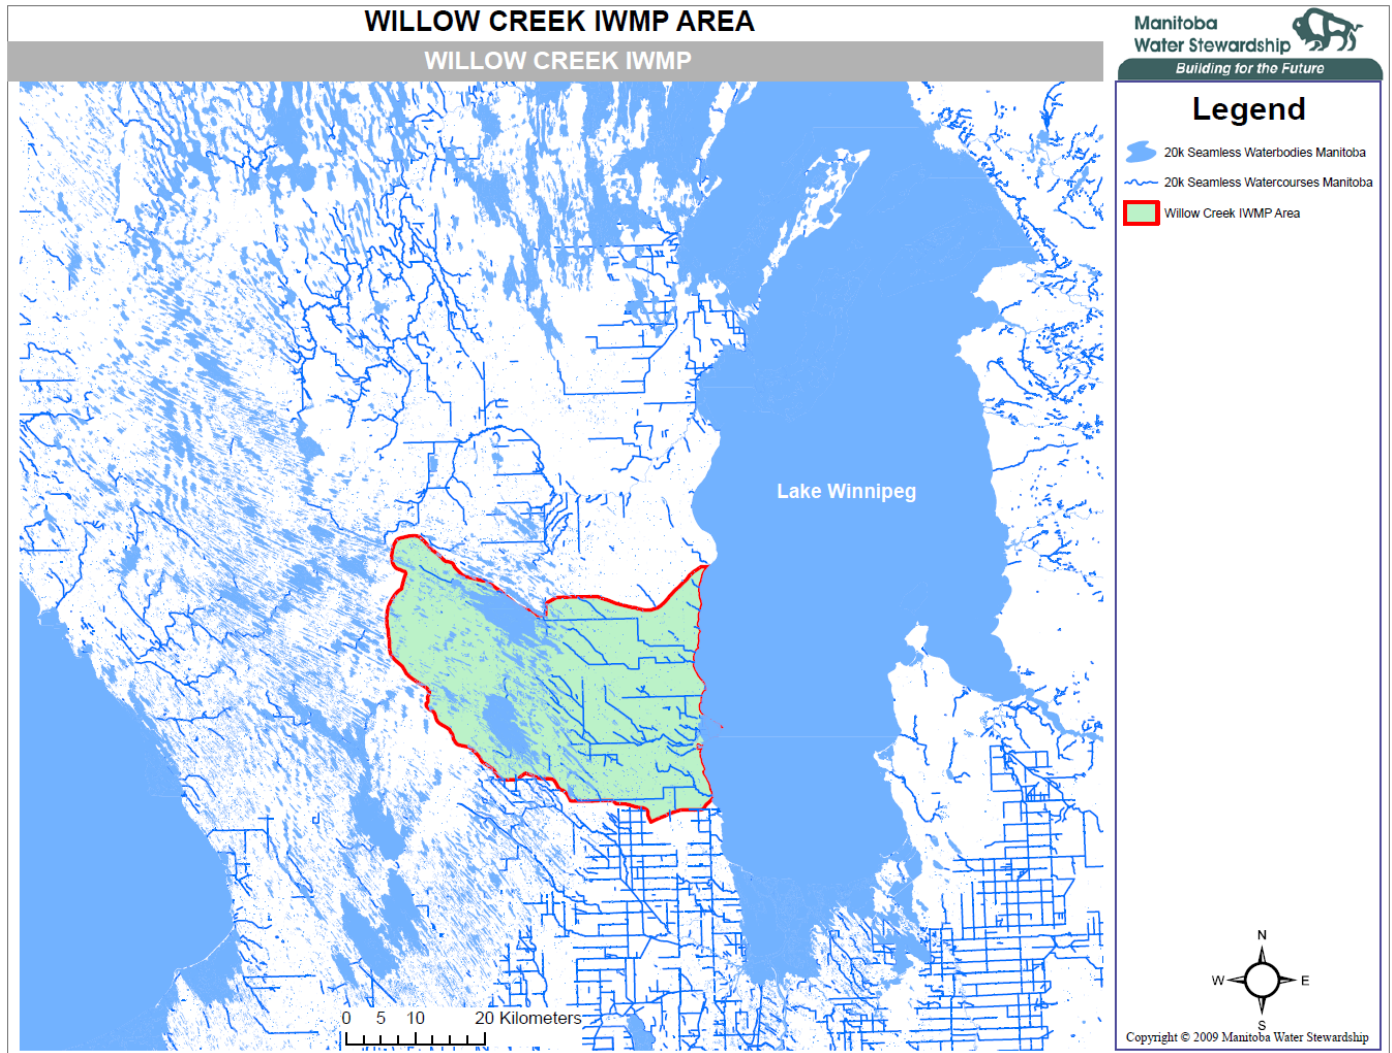 WILLOW CREEK IWMP AREA
WILLOW CREEK IWMP
Manitoba
Water Stewardship
Building for the Future
Legend
20k Seamless Waterbodies Manitoba
20k Seamless Watercourses Manitoba
Willow Creek IWMP Area
Lake Winnipeg
0 5 10 20 Kilometers
N
W E
S
Copyright © 2009 Manitoba Water Stewardship